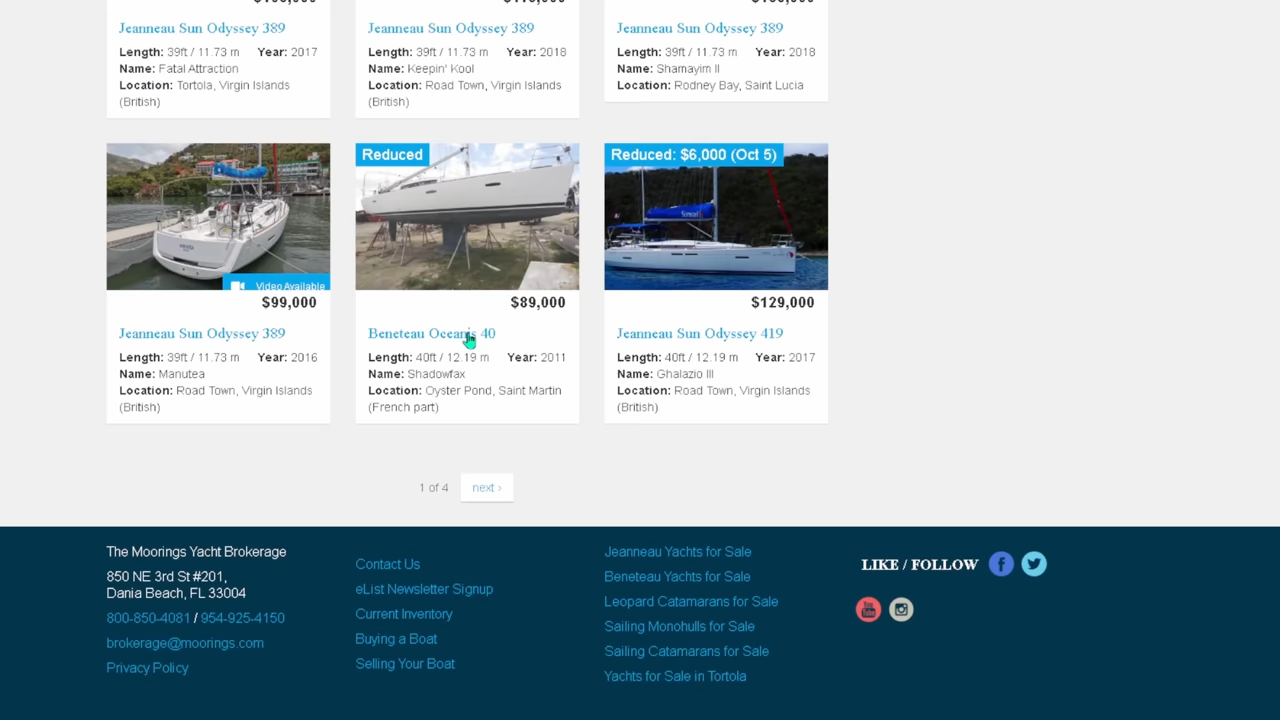 Jeanneau Sun Odyssey 389
Length: 39ft / 11.73 m Year: 2017
Name: Fatal Attraction
Location: Tortola, Virgin Islands
(British)
Jeanneau Sun Odyssey 389
Length: 39ft / 11.73 m Year: 2018
Name: Keepin' Kool
Location: Road Town, Virgin Islands
(British)
Jeanneau Sun Odyssey 389
Length: 39ft / 11.73 m Year: 2018
Name: Shamayim II
Location: Rodney Bay, Saint Lucia
Video Available
$99,000
Jeanneau Sun Odyssey 389
Length: 39ft / 11.73 m Year: 2016
Name: Manutea
Location: Road Town, Virgin Islands
(British)
Reduced
$89,000
Beneteau Oceanis 40
Length: 40ft / 12.19 m Year: 2011
Name: Shadowfax
Location: Oyster Pond, Saint Martin
(French part)
Reduced: $6,000 (Oct 5)
$129,000
Jeanneau Sun Odyssey 419
Length: 40ft / 12.19 m Year: 2017
Name: Ghalazio III
Location: Road Town, Virgin Islands
(British)
1 of 4 next ›
The Moorings Yacht Brokerage
850 NE 3rd St #201,
Dania Beach, FL 33004
800-850-4081 / 954-925-4150
brokerage@moorings.com
Privacy Policy
Contact Us
eList Newsletter Signup
Current Inventory
Buying a Boat
Selling Your Boat
Jeanneau Yachts for Sale
Beneteau Yachts for Sale
Leopard Catamarans for Sale
Sailing Monohulls for Sale
Sailing Catamarans for Sale
Yachts for Sale in Tortola
LIKE / FOLLOW